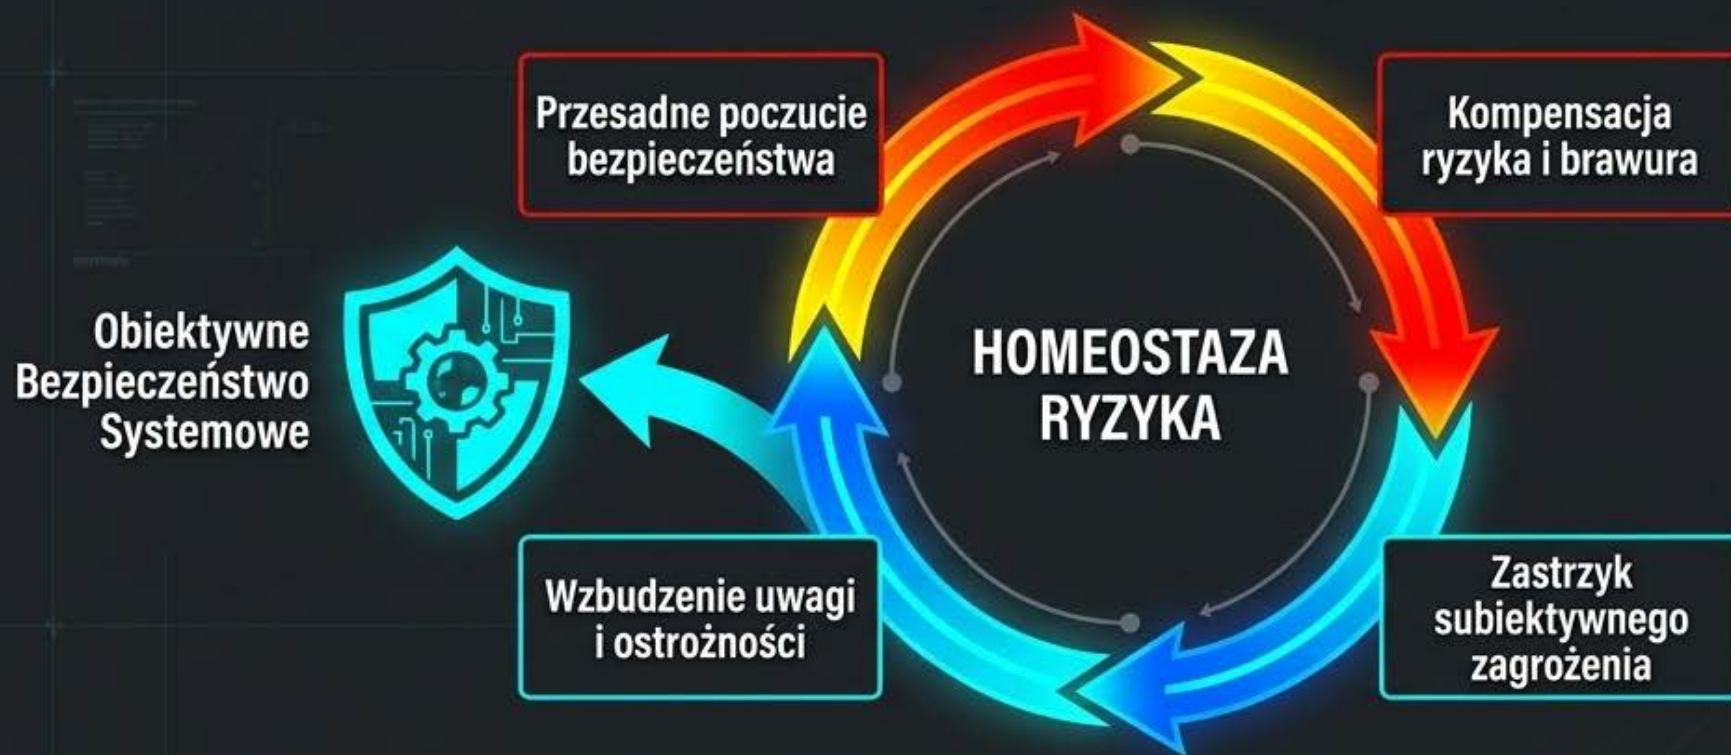 Przesadne poczucie
bezpieczeństwa
Kompensacja
ryzyka i brawura
Obiektywne
Bezpieczeństwo
Systemowe
HOMEOSTAZA
RYZYKA
Wzbudzenie uwagi
i ostrożności
Zastrzyk
subiektywnego
zagrożenia